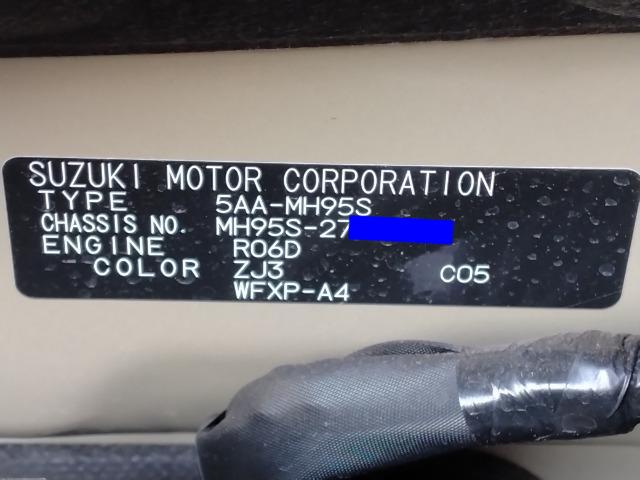 SUZUKI MOTOR CORPORATION
TYPE 5AA-MH95S
CHASSIS NO. MH95S-27
ENGINE R06D
COLOR ZJ3 C05
WFXP-A4